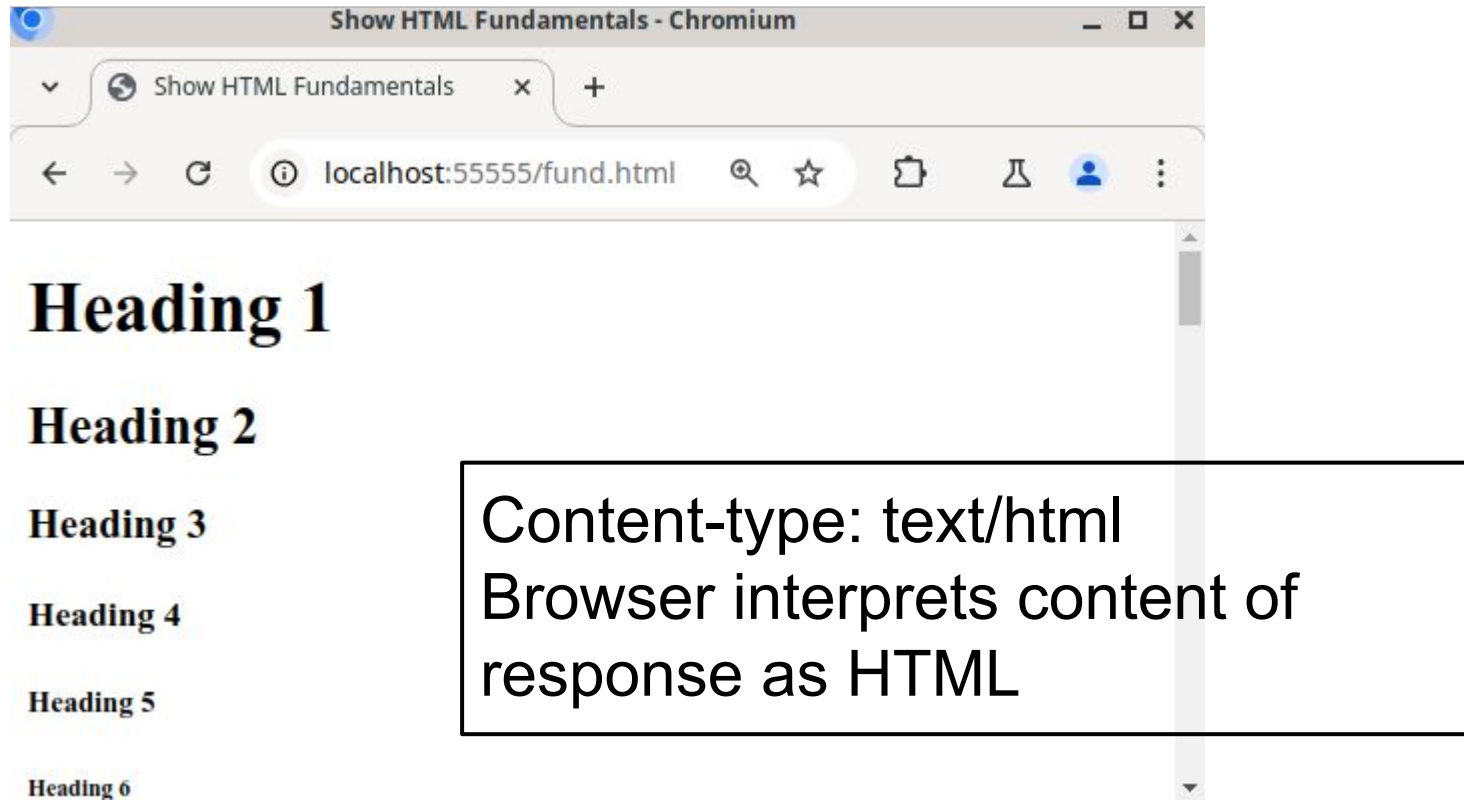 Show HTML Fundamentals - Chromium
Show HTML Fundamentals
localhost:55555/fund.html
Heading 1
Heading 2
Heading 3
Heading 4
Heading 5
Heading 6
Content-type: text/html
Browser interprets content of
response as HTML